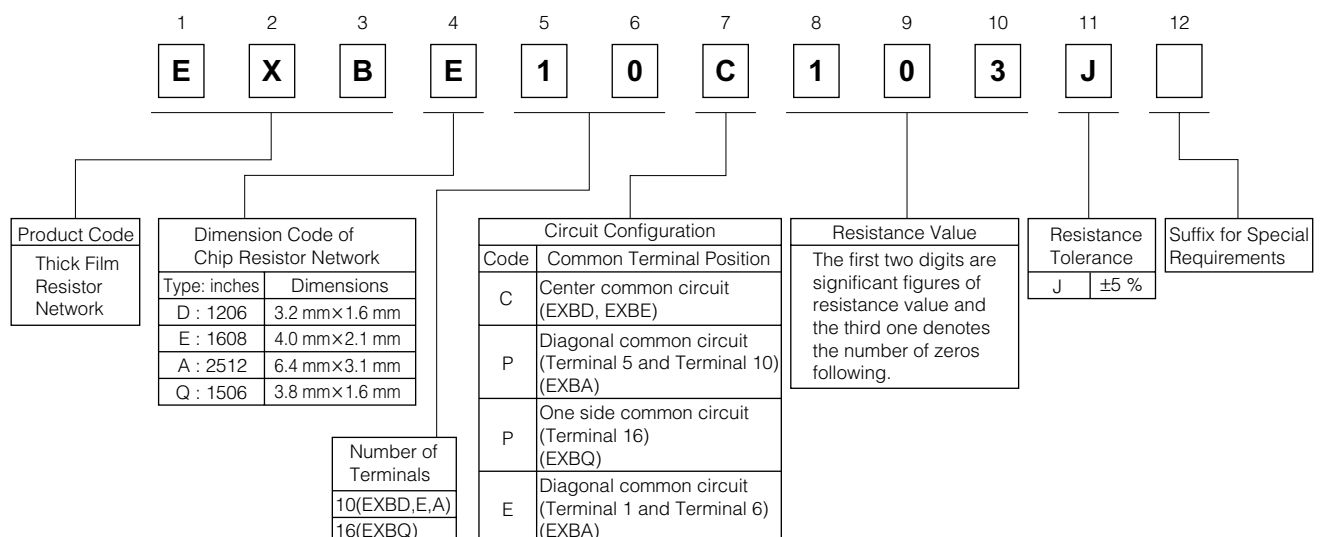 1 2 3 4 5 6 7 8 9 10 11 12
E X B E 1 0 C 1 0 3 J
Product Code
Thick Film
Resistor
Network
Dimension Code of
Chip Resistor Network
Type: inches Dimensions
D : 1206 3.2 mm×1.6 mm
E : 1608 4.0 mm×2.1 mm
A : 2512 6.4 mm×3.1 mm
Q : 1506 3.8 mm×1.6 mm
Number of
Terminals
10(EXBD,E,A)
16(EXBQ)
Circuit Configuration
Code Common Terminal Position
C Center common circuit
(EXBD, EXBE)
P Diagonal common circuit
(Terminal 5 and Terminal 10)
(EXBA)
P One side common circuit
(Terminal 16)
(EXBQ)
E Diagonal common circuit
(Terminal 1 and Terminal 6)
(EXBA)
Resistance Value
The first two digits are
significant figures of
resistance value and
the third one denotes
the number of zeros
following.
Resistance
Tolerance
J ±5 %
Suffix for Special
Requirements